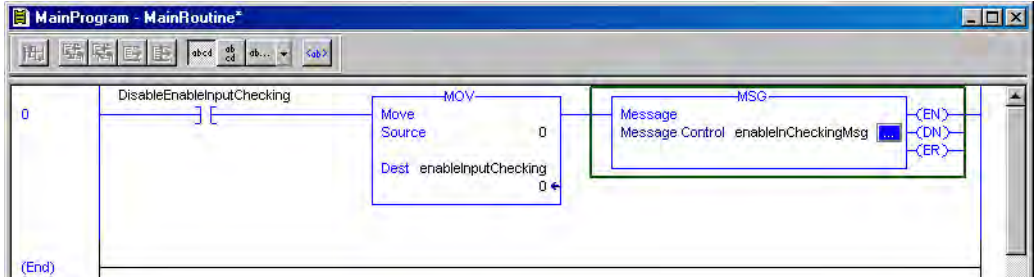 MainProgram - MainRoutine*
abcd ab cd ab... <ab>
0
DisableEnableInputChecking
MOV
Move
Source 0
Dest enableInputChecking
0
MSG
Message
Message Control enableInCheckingMsg ...
(EN)
(DN)
(ER)
(End)